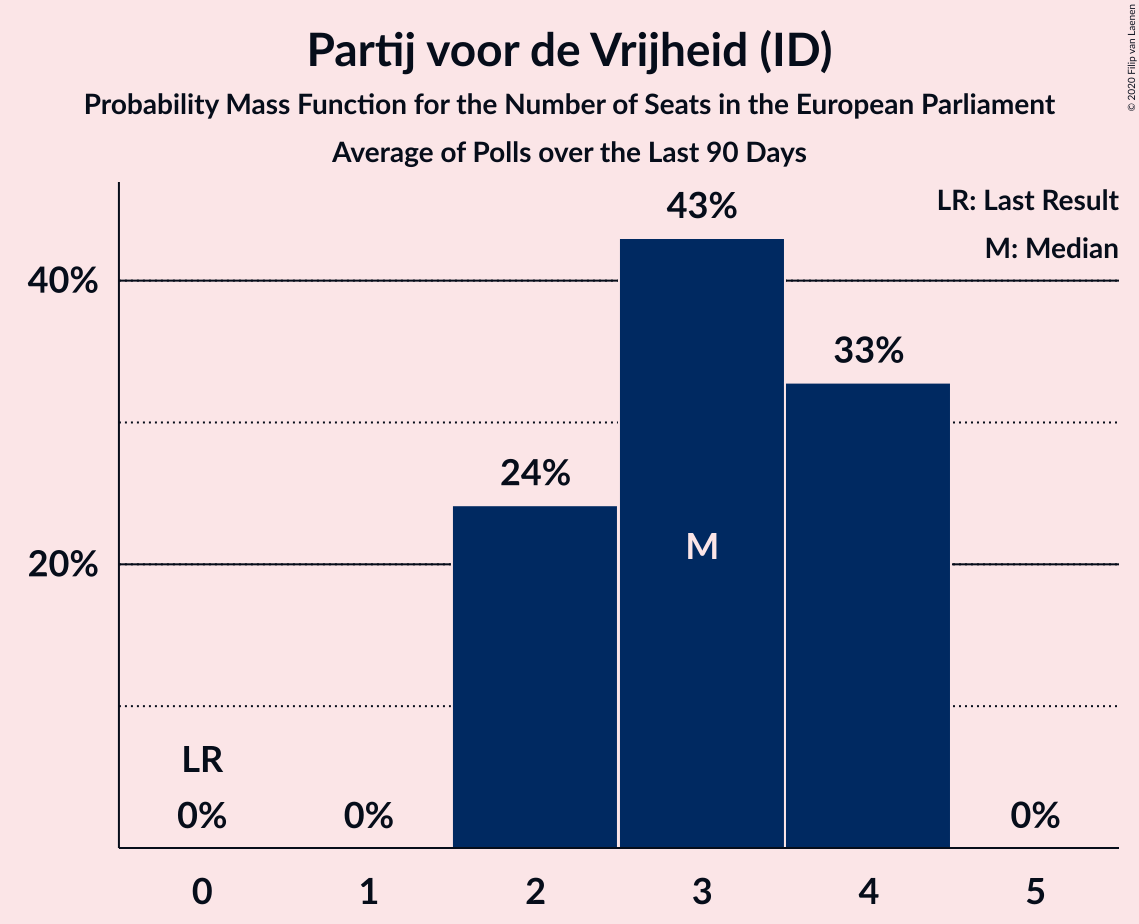 Partij voor de Vrijheid (ID)
Probability Mass Function for the Number of Seats in the European Parliament
Average of Polls over the Last 90 Days
© 2020 Filip van Laenen
LR: Last Result
M: Median
43%
40%
33%
24%
M
20%
LR
0%
0%
0%
0 1 2 3 4 5